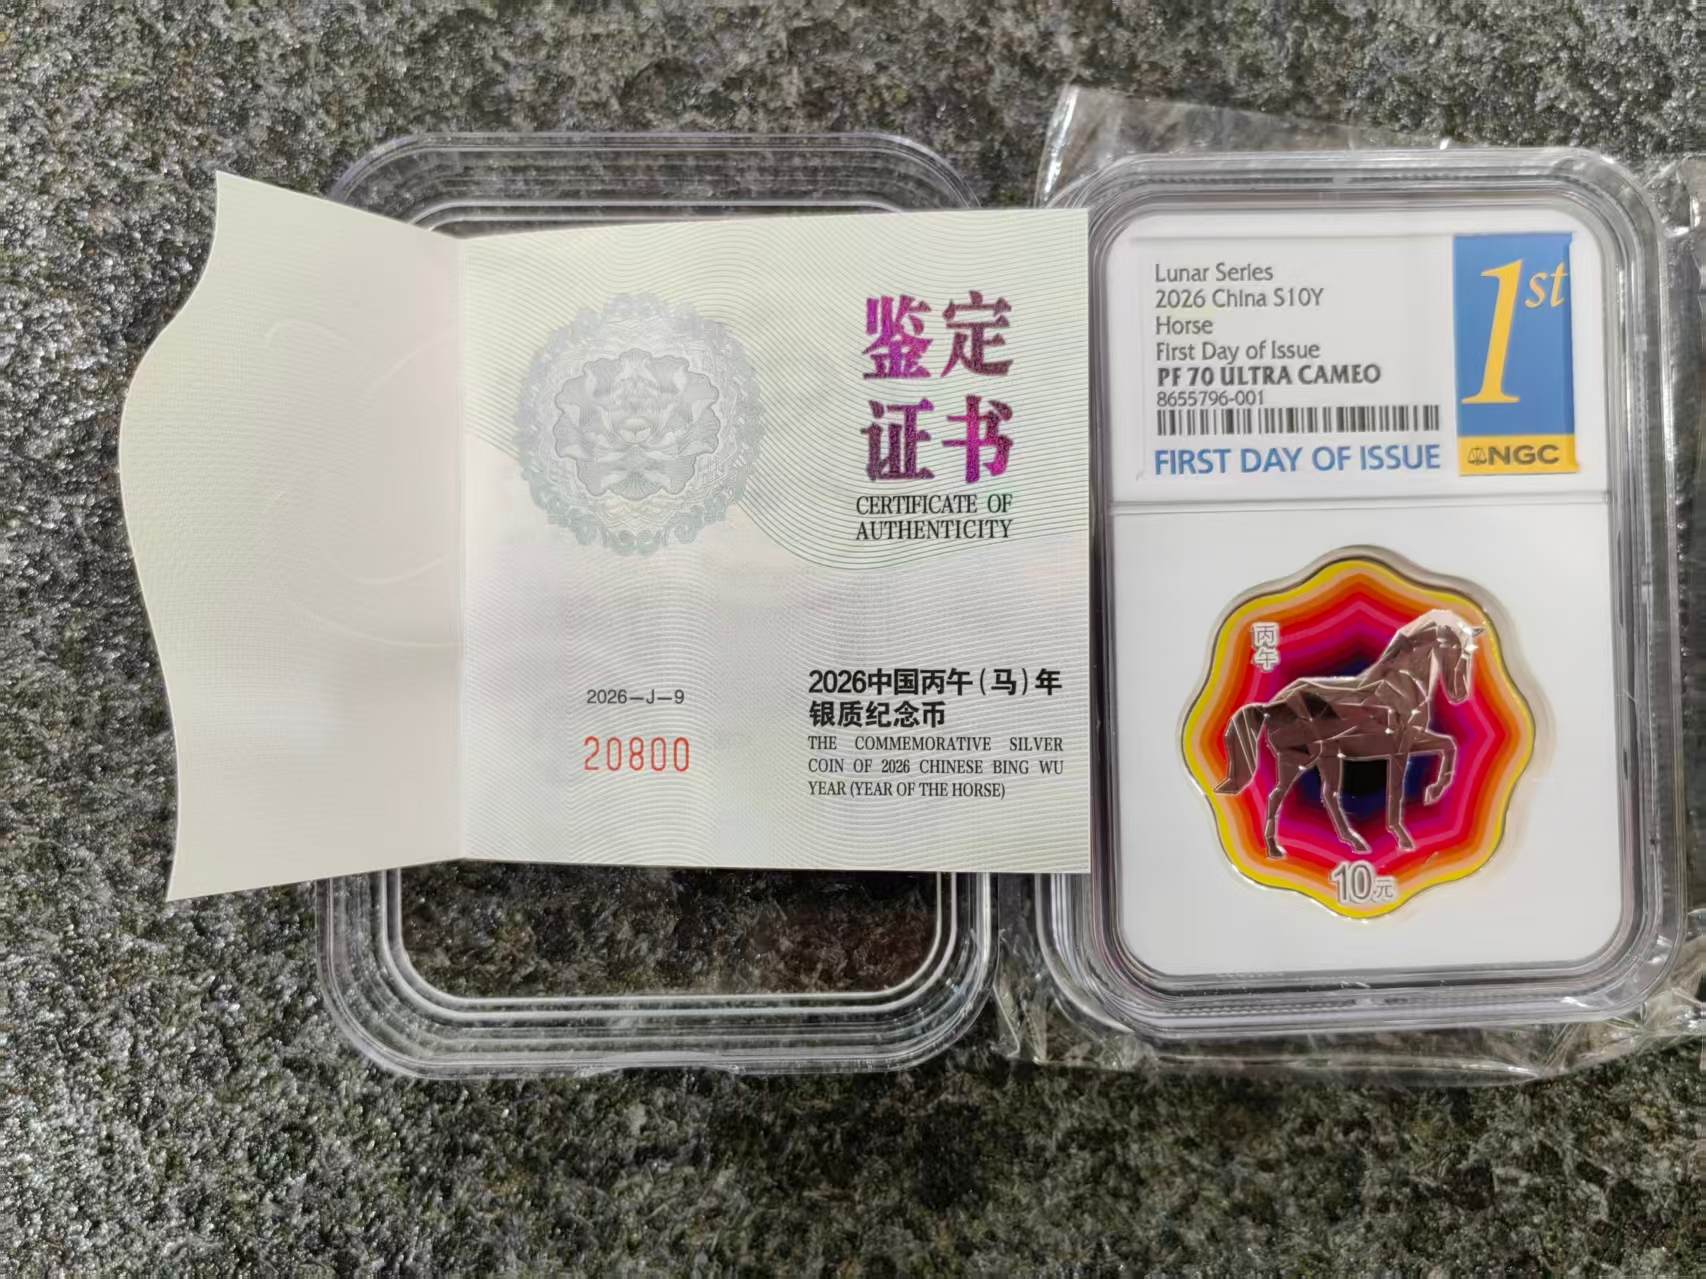 鉴定
证书
CERTIFICATE OF
AUTHENTICITY
2026-J-9
20800
2026中国丙午(马)年
银质纪念币
THE COMMEMORATIVE SILVER
COIN OF 2026 CHINESE BING WU
YEAR (YEAR OF THE HORSE)
Lunar Series
2026 China S10Y
Horse
First Day of Issue
PF 70 ULTRA CAMEO
8655796-001
FIRST DAY OF ISSUE
1st
NGC
丙午
10元